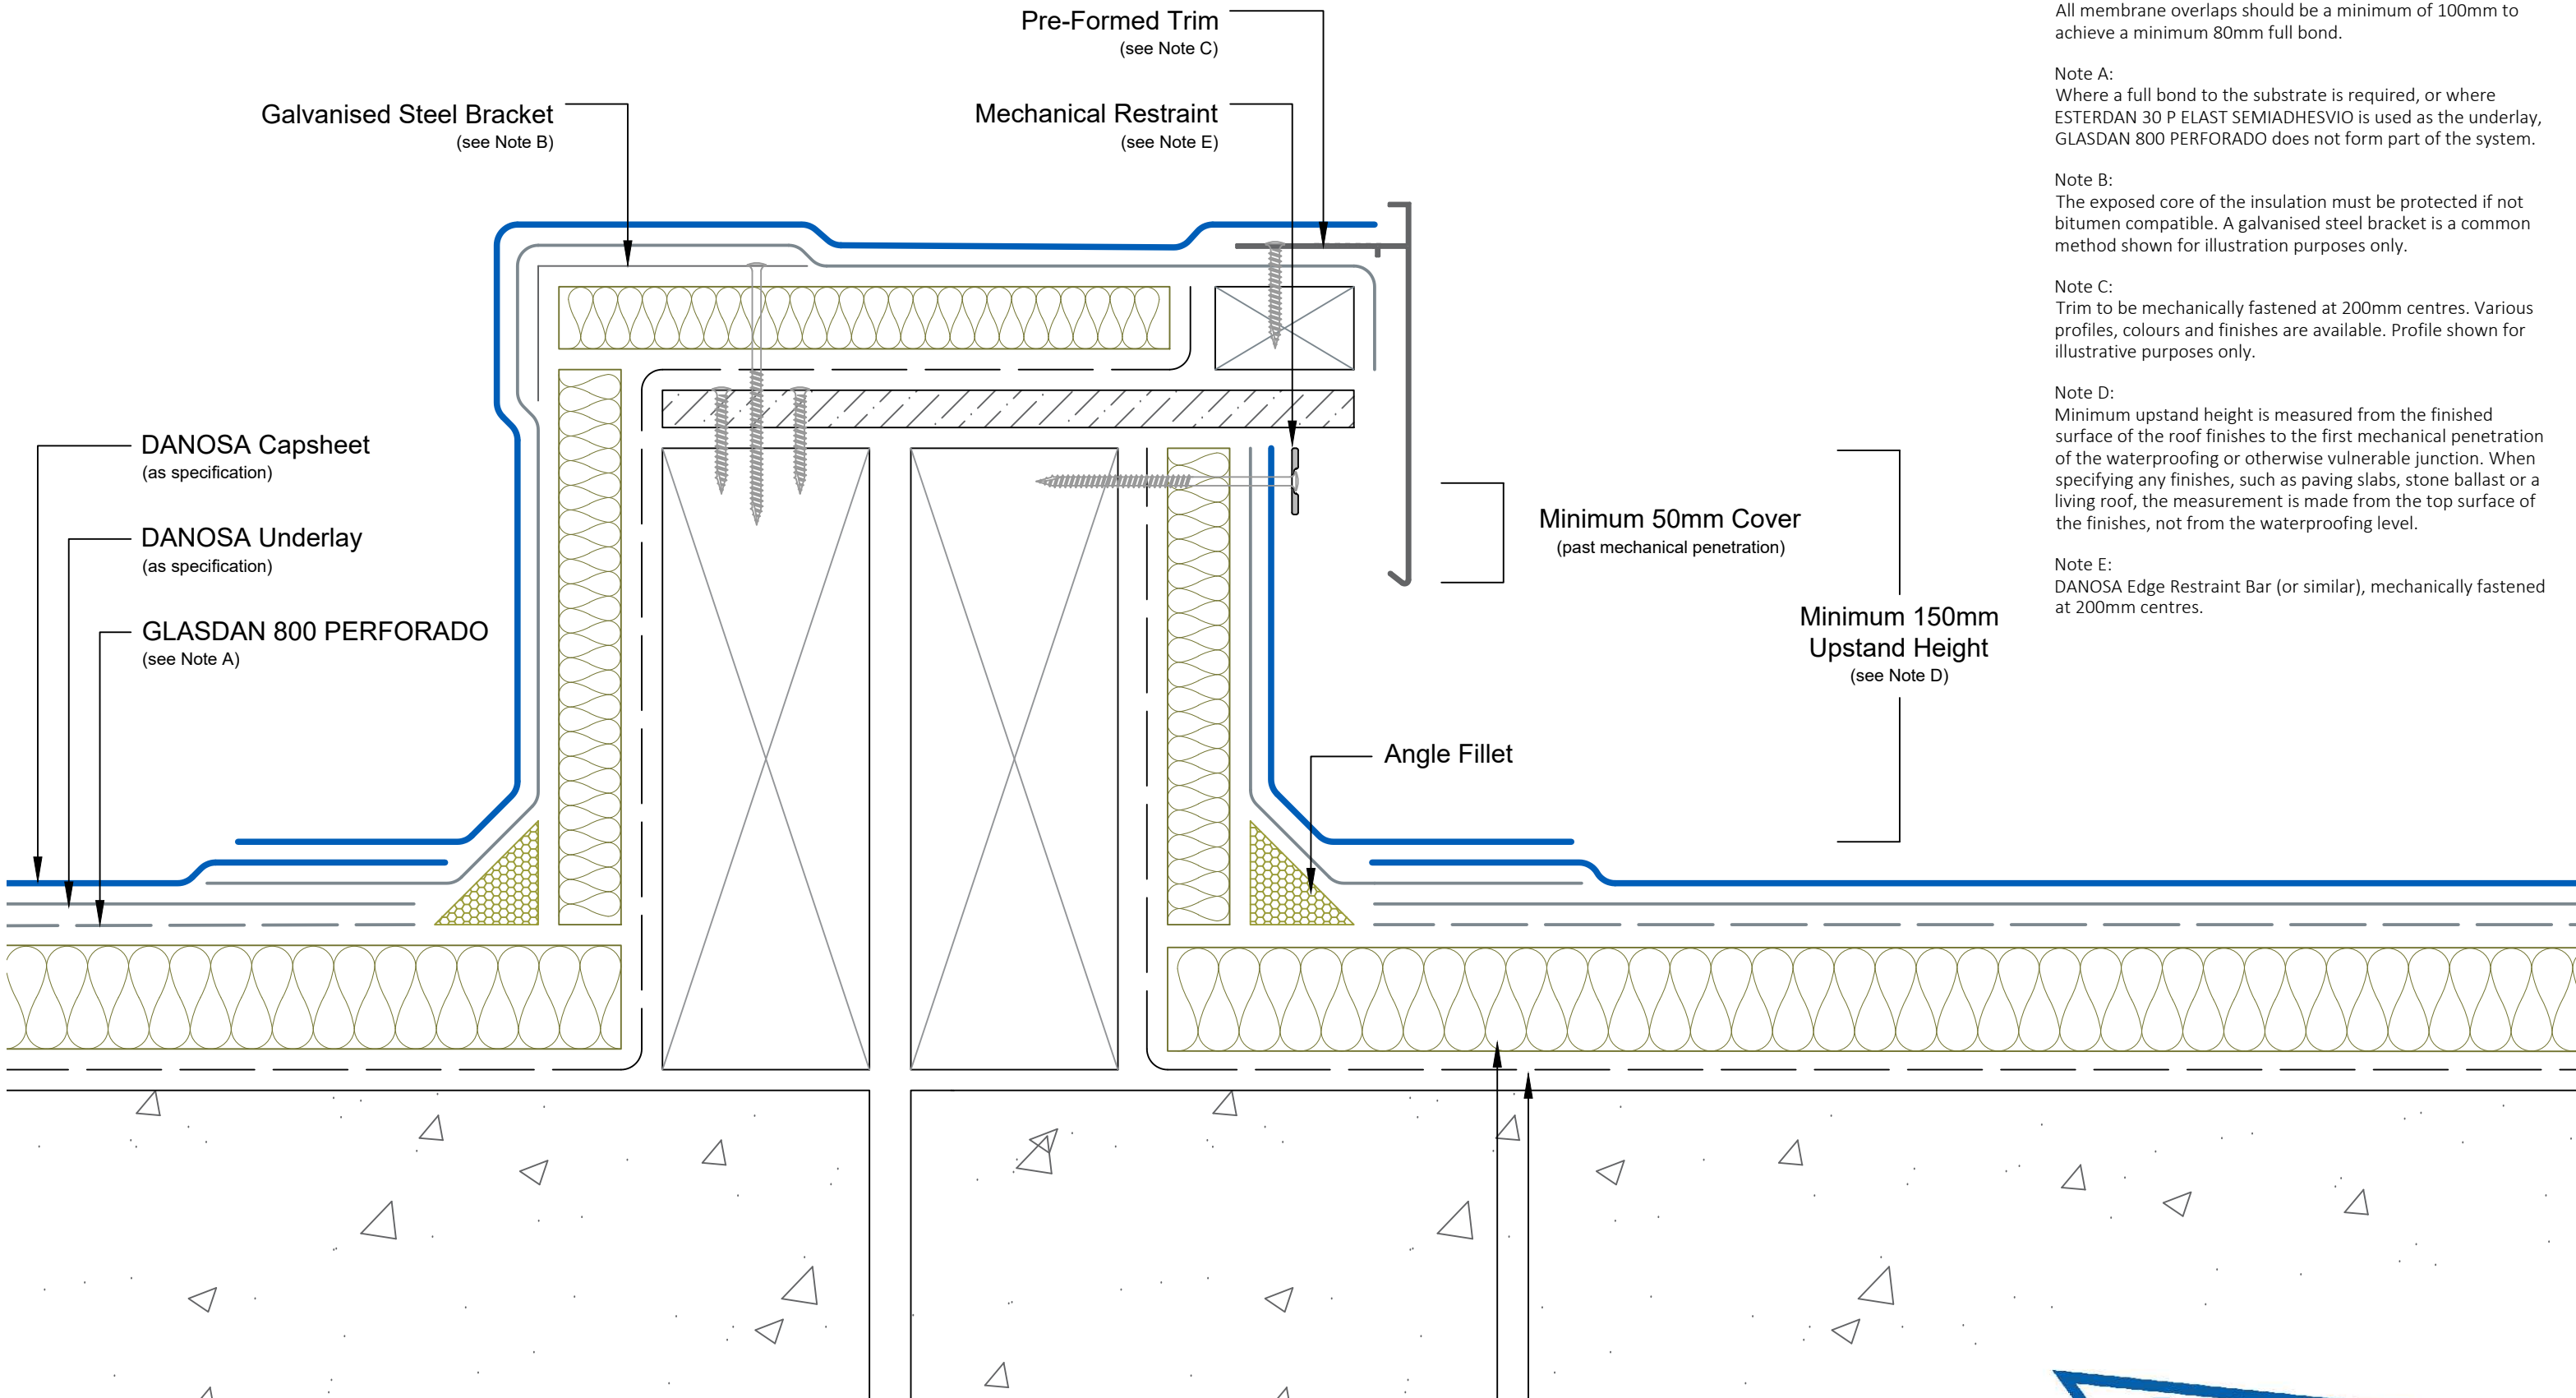 Pre-Formed Trim
(see Note C)
Galvanised Steel Bracket
(see Note B)
Mechanical Restraint
(see Note E)
DANOSA Capsheet
(as specification)
DANOSA Underlay
(as specification)
GLASDAN 800 PERFORADO
(see Note A)
Minimum 50mm Cover
(past mechanical penetration)
Minimum 150mm
Upstand Height
(see Note D)
Angle Fillet
All membrane overlaps should be a minimum of 100mm to
achieve a minimum 80mm full bond.
Note A:
Where a full bond to the substrate is required, or where
ESTERDAN 30 P ELAST SEMIADHESVIO is used as the underlay,
GLASDAN 800 PERFORADO does not form part of the system.
Note B:
The exposed core of the insulation must be protected if not
bitumen compatible. A galvanised steel bracket is a common
method shown for illustration purposes only.
Note C:
Trim to be mechanically fastened at 200mm centres. Various
profiles, colours and finishes are available. Profile shown for
illustrative purposes only.
Note D:
Minimum upstand height is measured from the finished
surface of the roof finishes to the first mechanical penetration
of the waterproofing or otherwise vulnerable junction. When
specifying any finishes, such as paving slabs, stone ballast or a
living roof, the measurement is made from the top surface of
the finishes, not from the waterproofing level.
Note E:
DANOSA Edge Restraint Bar (or similar), mechanically fastened
at 200mm centres.